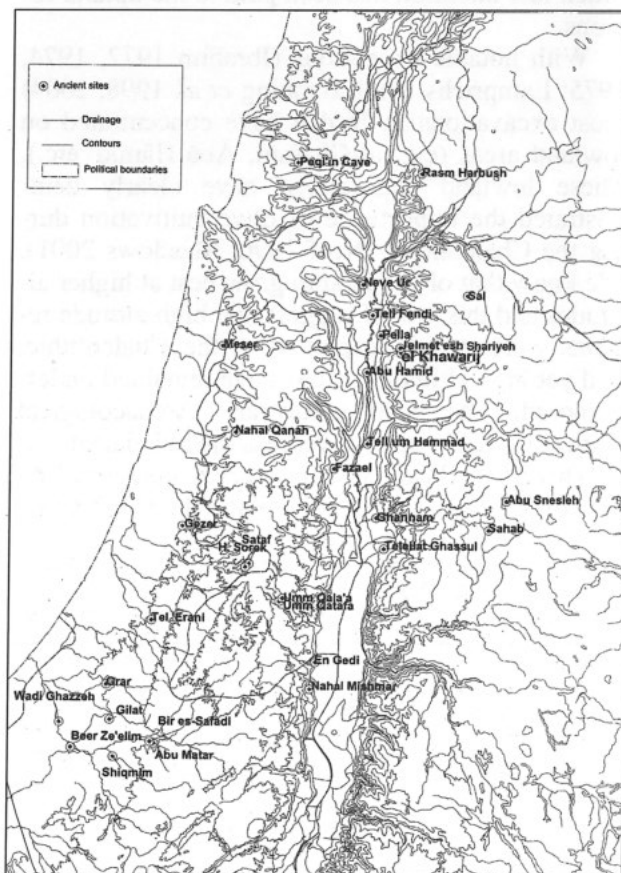 Ancient sites
Drainage
Contours
Political boundaries
Peqi'in Cave
Rasm Harbush
Neve Ur
Sal
Tell Fendi
Pella
Jelmet esh Shariyeh
Meser
el Khawarij
Abu Hamid
Nahal Qanah
Tell um Hammad
Fazael
Abu Snesleh
Ghannam
Gezer
Sahab
Sataf
H. Sorek
Teleilat Ghassul
Umm Qala'a
Umm Qatafa
Tel. Erani
En Gedi
Grar
Nahal Mishmar
Wadi Ghazzeh
Gilat
Bir es-Safadi
Beer Ze'elim
Abu Matar
Shiqmim